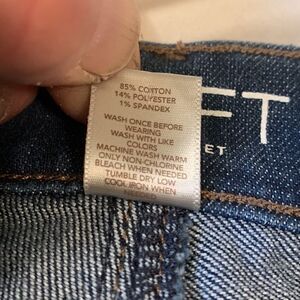 85% COTTON
14% POLYESTER
1% SPANDEX
WASH ONCE BEFORE
WEARING
WASH WITH LIKE
COLORS
MACHINE WASH WARM
ONLY NON-CHLORINE
BLEACH WHEN NEEDED
TUMBLE DRY LOW
COOL IRON WHEN
FT
ET